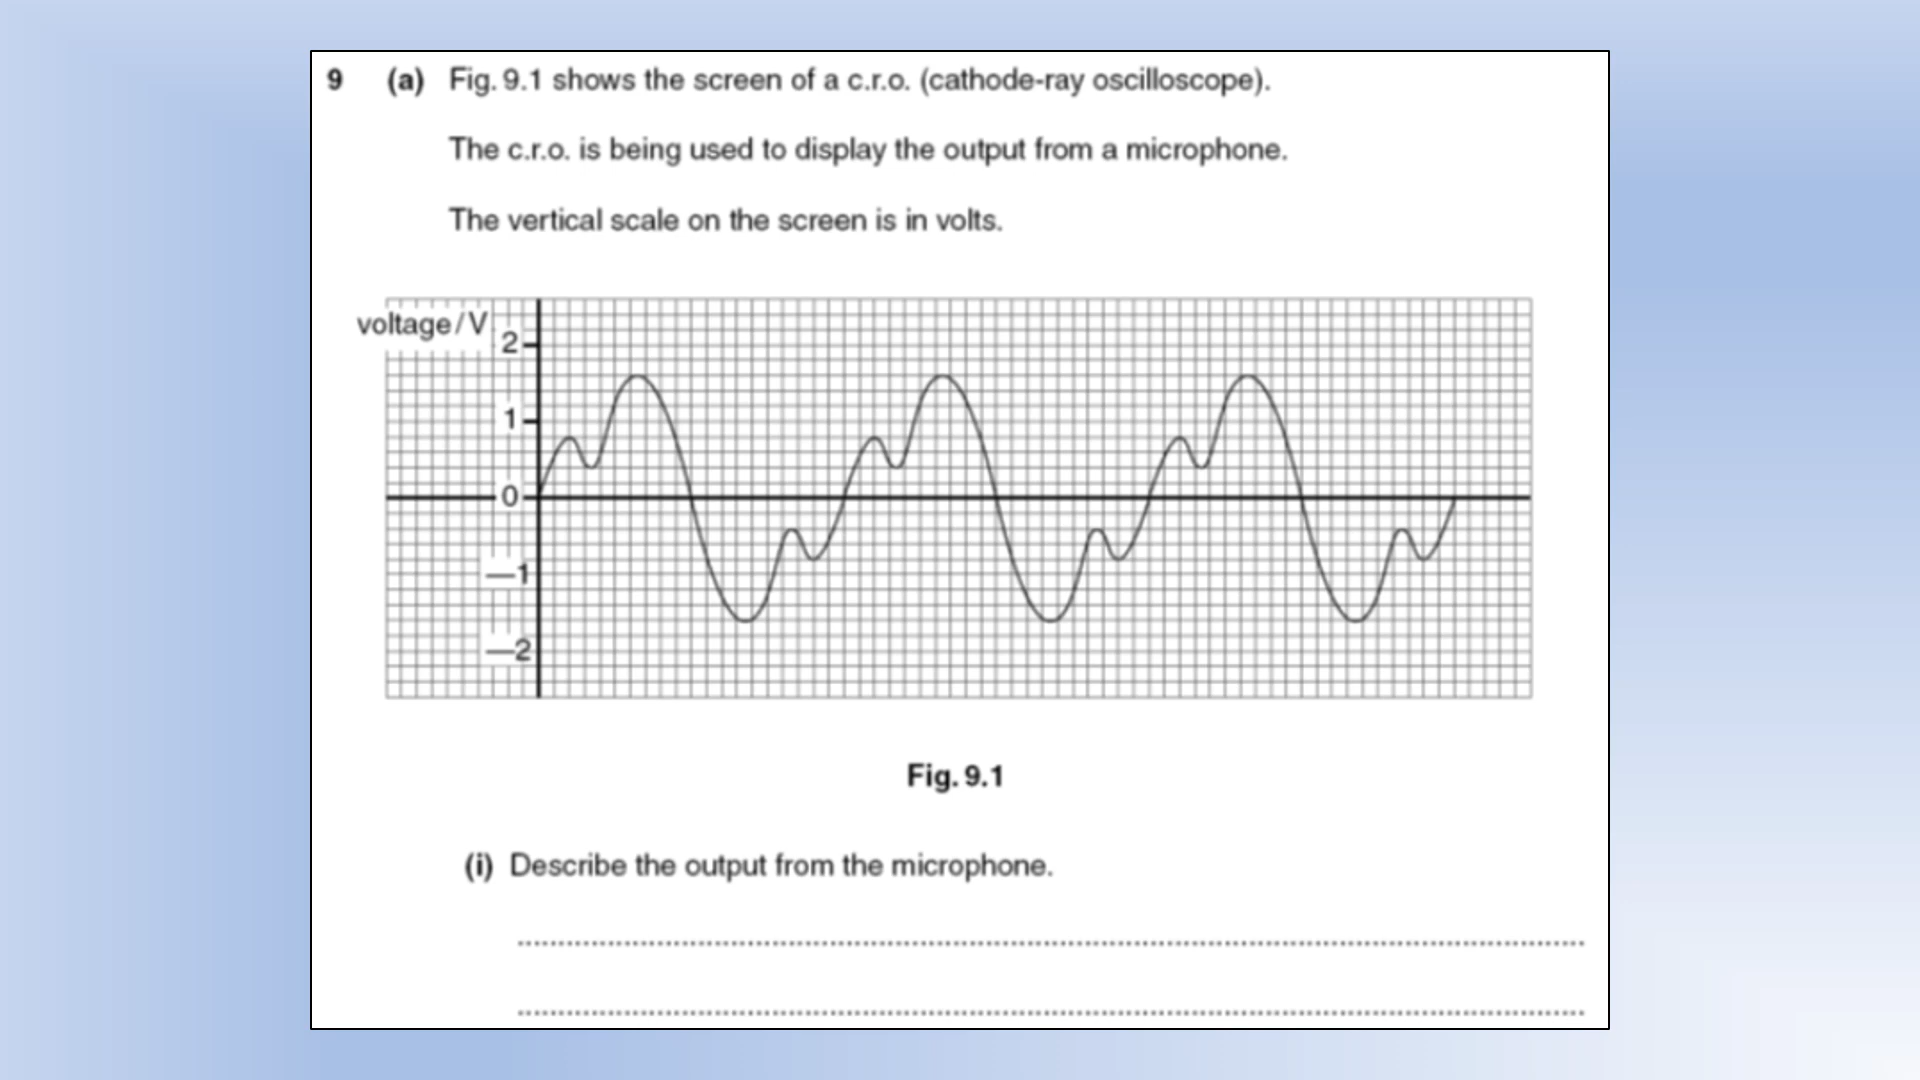 9 (a) Fig. 9.1 shows the screen of a c.r.o. (cathode-ray oscilloscope).
The c.r.o. is being used to display the output from a microphone.
The vertical scale on the screen is in volts.
voltage / V
2
1
0
—1
—2
Fig. 9.1
(i) Describe the output from the microphone.